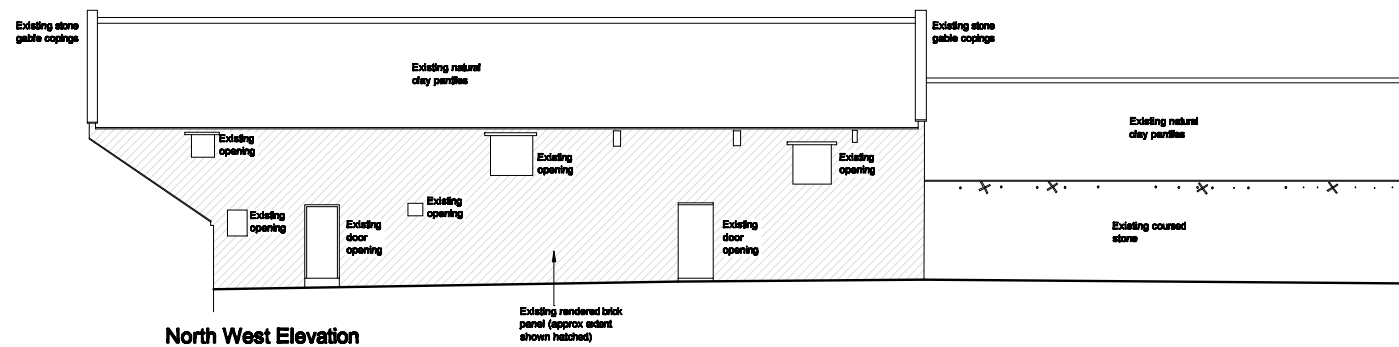 Existing stone
gable copings
Existing natural
clay pantiles
Existing stone
gable copings
Existing natural
clay pantiles
Existing
opening
Existing
opening
Existing
opening
Existing
opening
Existing
opening
Existing
door
opening
Existing
door
opening
Existing coursed
stone
Existing rendered brick
panel (approx extent
shown hatched)
North West Elevation